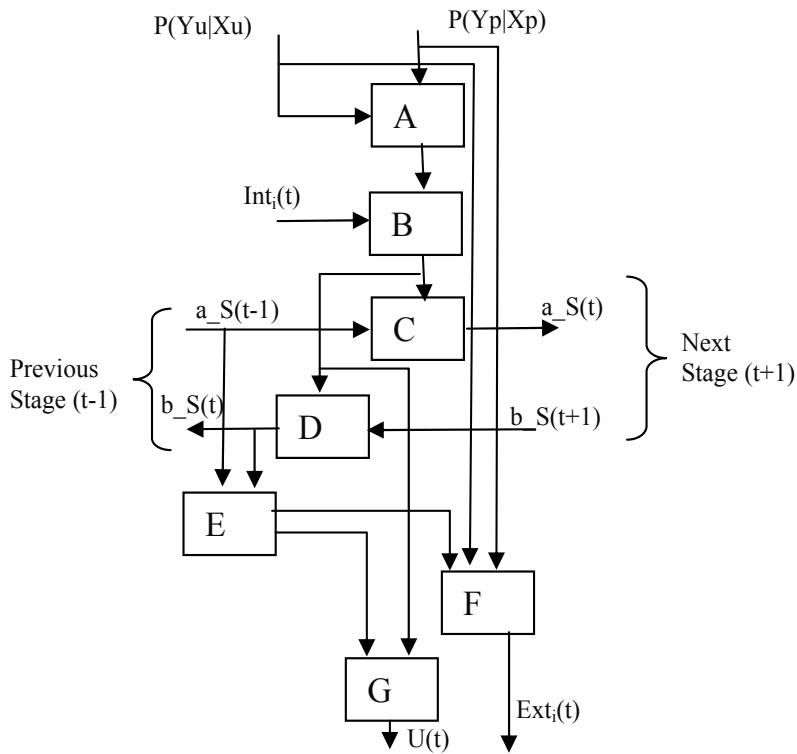 P(Yu|Xu)
P(Yp|Xp)
A
Int_i(t)
B
a_S(t-1)
C
a_S(t)
Previous
Stage (t-1)
Next
Stage (t+1)
b_S(t)
D
b_S(t+1)
E
F
G
Ext_i(t)
U(t)